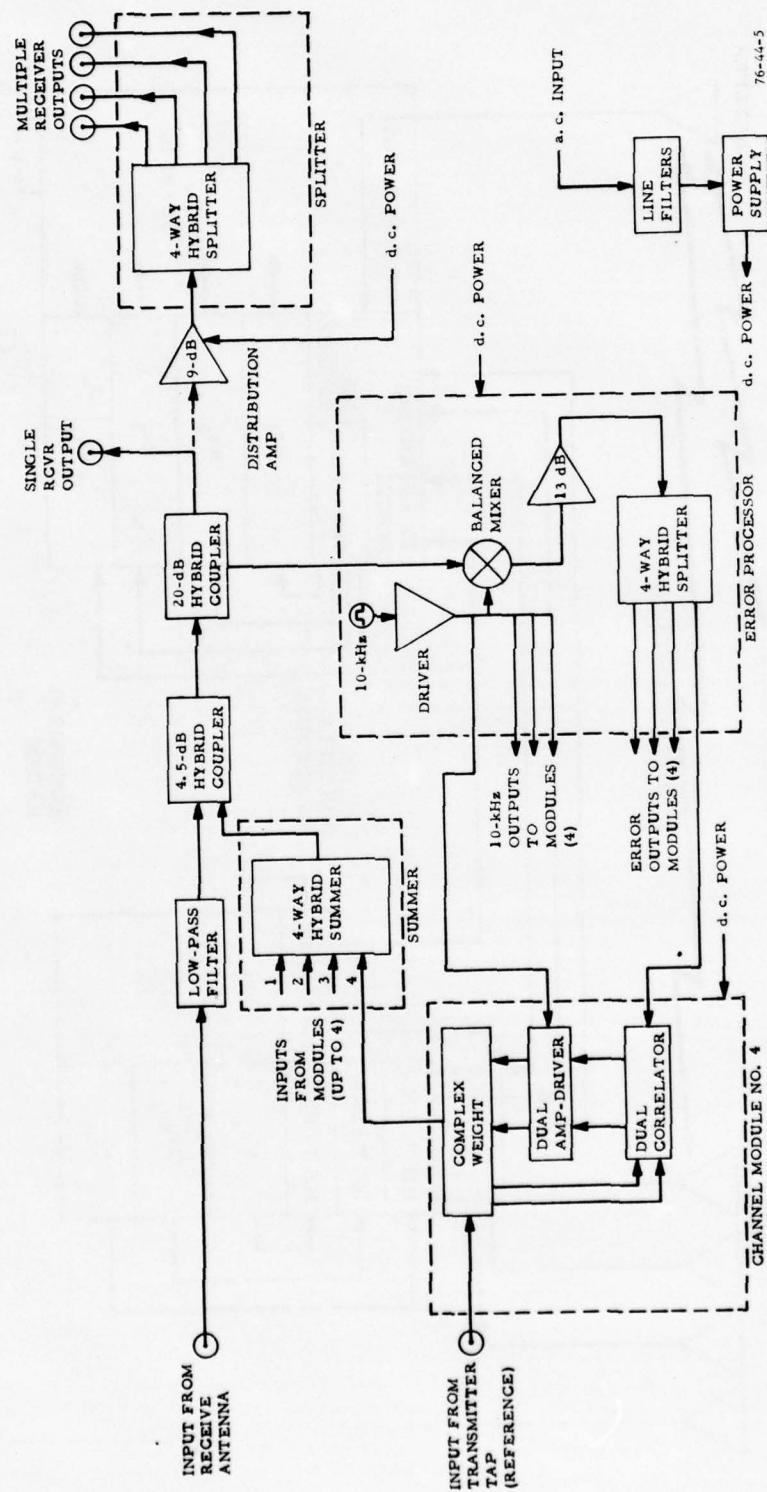 MULTIPLE
RECEIVER
OUTPUTS
4-WAY
HYBRID
SPLITTER
SPLITTER
9-dB
DISTRIBUTION
AMP
d. c. POWER
SINGLE
RCVR
OUTPUT
20-dB
HYBRID
COUPLER
4. 5-dB
HYBRID
COUPLER
LOW-PASS
FILTER
INPUT FROM
RECEIVE
ANTENNA
4-WAY
HYBRID
SUMMER
SUMMER
1
2
3
4
INPUTS
FROM
MODULES
(UP TO 4)
10-kHz
DRIVER
BALANCED
MIXER
13 dB
4-WAY
HYBRID
SPLITTER
ERROR PROCESSOR
d. c. POWER
10-kHz
OUTPUTS
TO
MODULES
(4)
ERROR
OUTPUTS TO
MODULES (4)
d. c. POWER
COMPLEX
WEIGHT
DUAL
AMP-DRIVER
DUAL
CORRELATOR
CHANNEL MODULE NO. 4
INPUT FROM
TRANSMITTER
TAP
(REFERENCE)
a. c. INPUT
LINE
FILTERS
POWER
SUPPLY
d. c. POWER
76-44-5